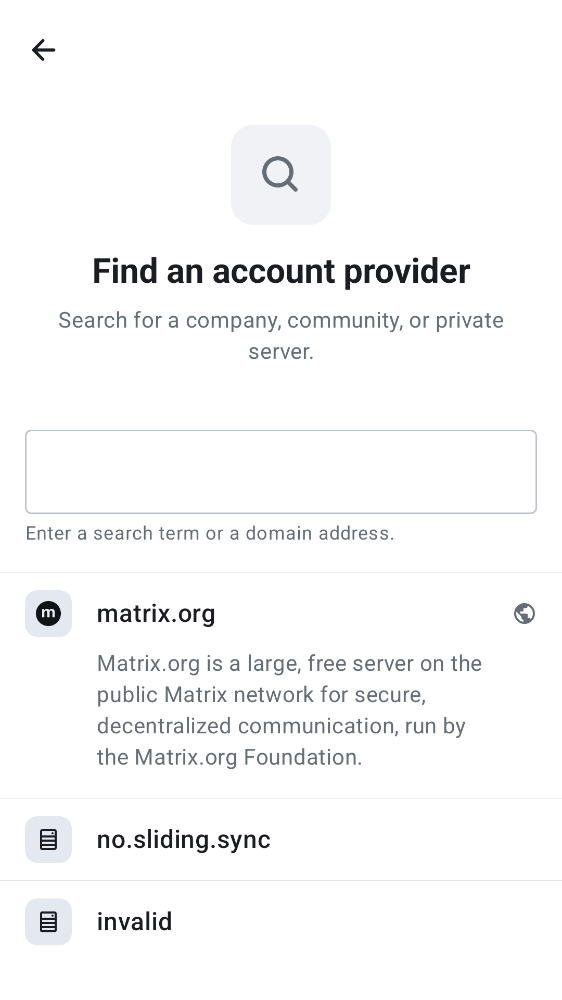 Find an account provider
Search for a company, community, or private
server.
Enter a search term or a domain address.
m
matrix.org
Matrix.org is a large, free server on the
public Matrix network for secure,
decentralized communication, run by
the Matrix.org Foundation.
no.sliding.sync
invalid